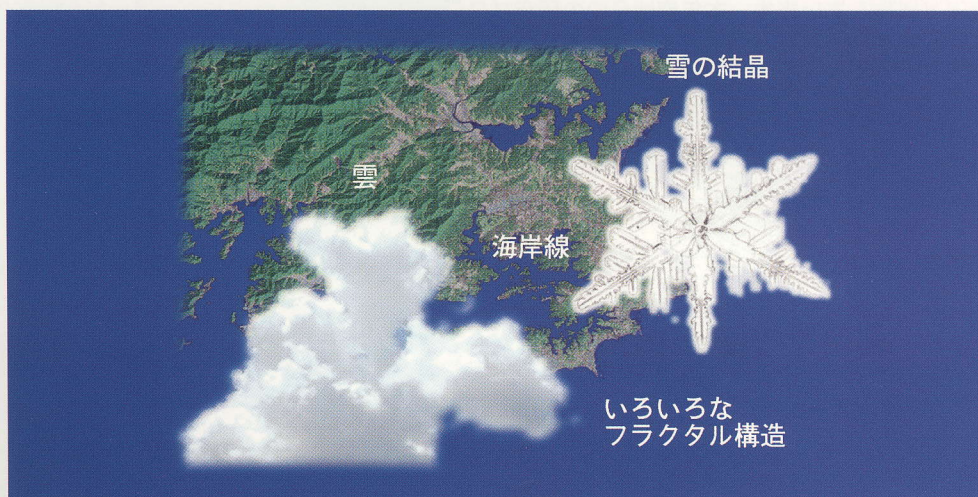 雪の結晶
雲
海岸線
いろいろな
フラクタル構造